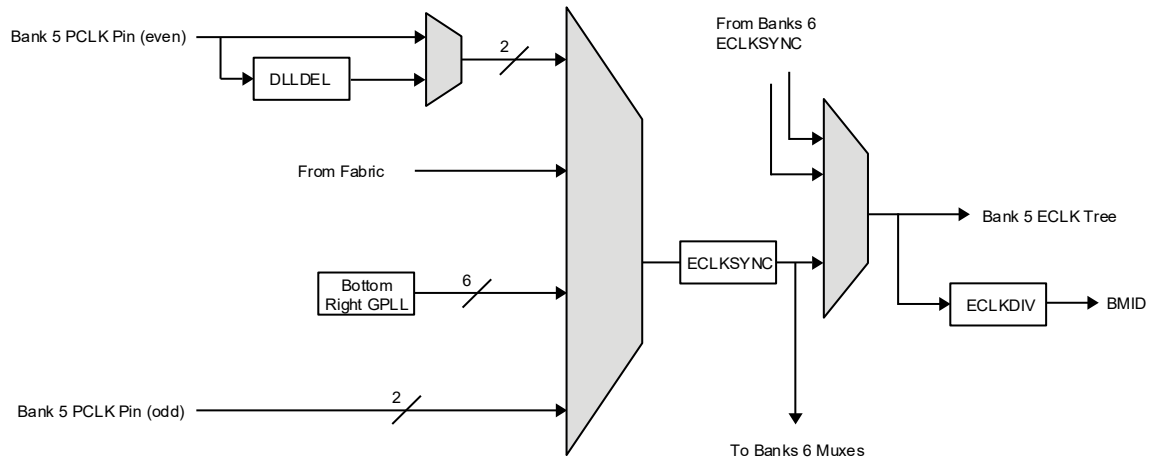 Bank 5 PCLK Pin (even)
DLLDEL
2
From Banks 6
ECLKSYNC
From Fabric
Bottom
Right GPLL
6
ECLKSYNC
Bank 5 ECLK Tree
ECLKDIV
BMID
Bank 5 PCLK Pin (odd)
2
To Banks 6 Muxes